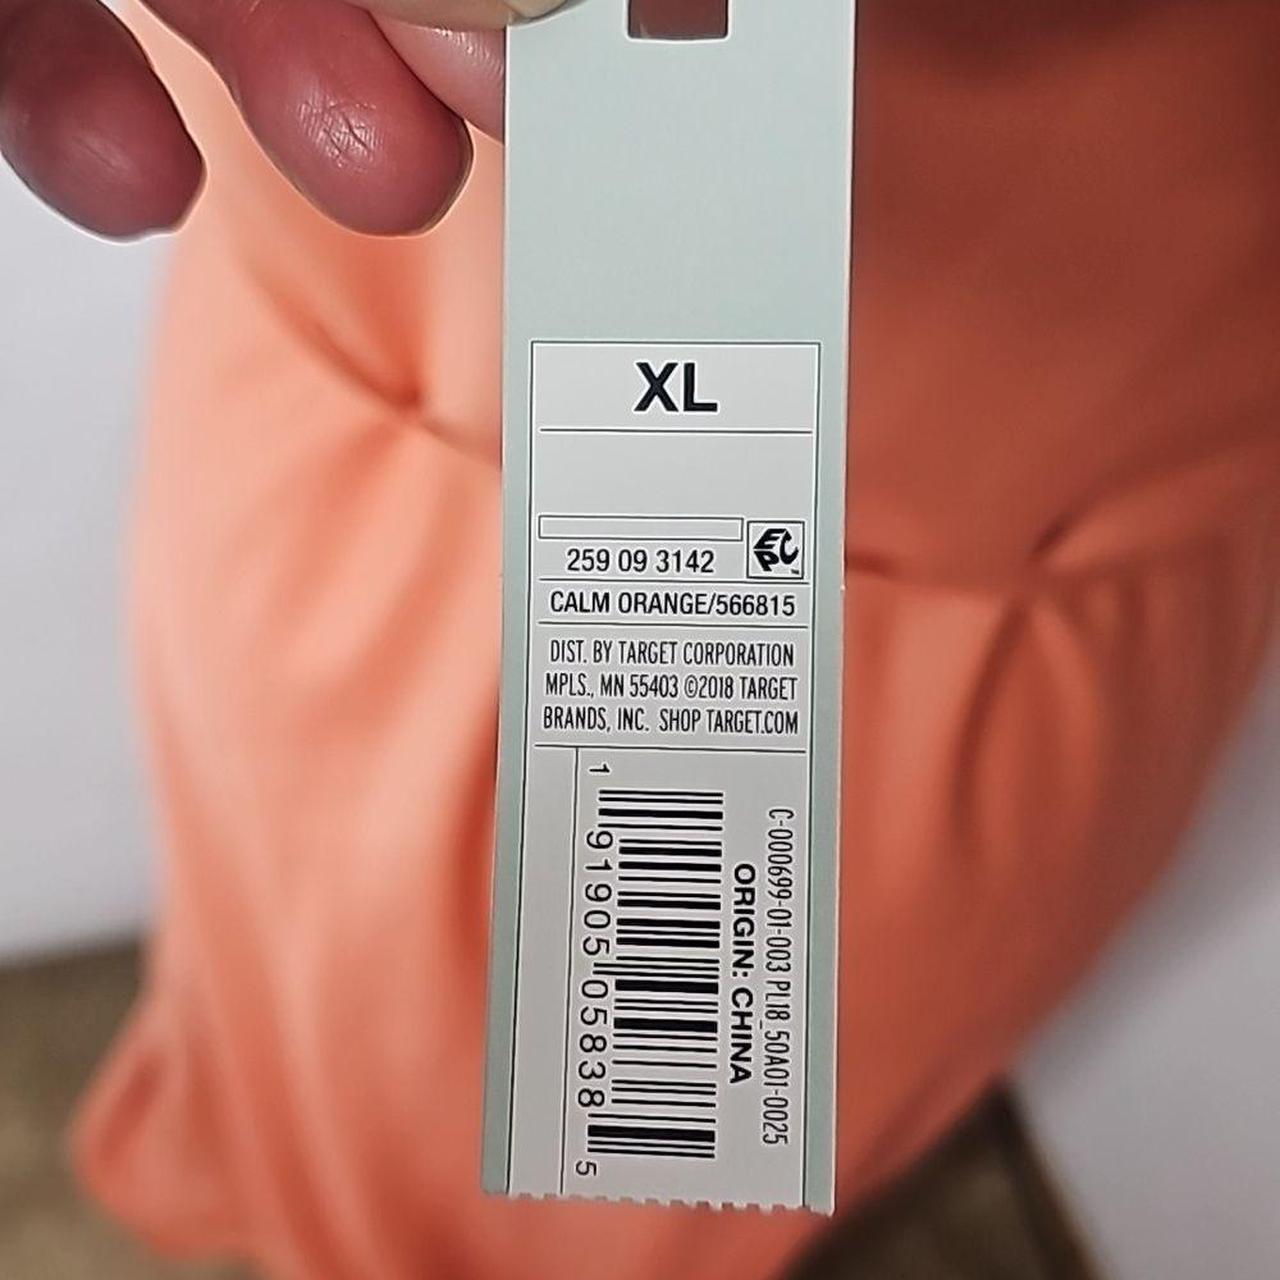 XL
EPC™
259 09 3142
CALM ORANGE/566815
DIST. BY TARGET CORPORATION
MPLS., MN 55403 ©2018 TARGET
BRANDS, INC. SHOP TARGET.COM
C-000699-01-003 PL18_50A01-0025
ORIGIN: CHINA
1 91905 05838 5